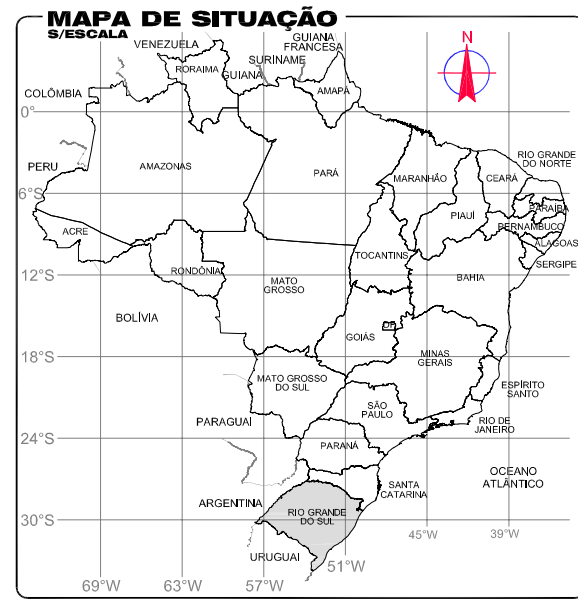 MAPA DE SITUAÇÃO
S/ESCALA
N
VENEZUELA
GUIANA
FRANCESA
SURINAME
RORAIMA
GUIANA
COLÔMBIA
AMAPÁ
0°
RIO GRANDE
DO NORTE
PERU
AMAZONAS
PARÁ
MARANHÃO
CEARÁ
6°S
PARAÍBA
PIAUÍ
PERNAMBUCO
ACRE
ALAGOAS
TOCANTINS
SERGIPE
12°S
RONDÔNIA
MATO
GROSSO
BAHIA
BOLÍVIA
DF
GOIÁS
18°S
MINAS
GERAIS
MATO GROSSO
DO SUL
ESPÍRITO
SANTO
SÃO
PAULO
PARAGUAI
RIO DE
JANEIRO
24°S
PARANÁ
OCEANO
ATLÂNTICO
SANTA
CATARINA
ARGENTINA
RIO GRANDE
DO SUL
30°S
45°W
39°W
URUGUAI
51°W
69°W
63°W
57°W